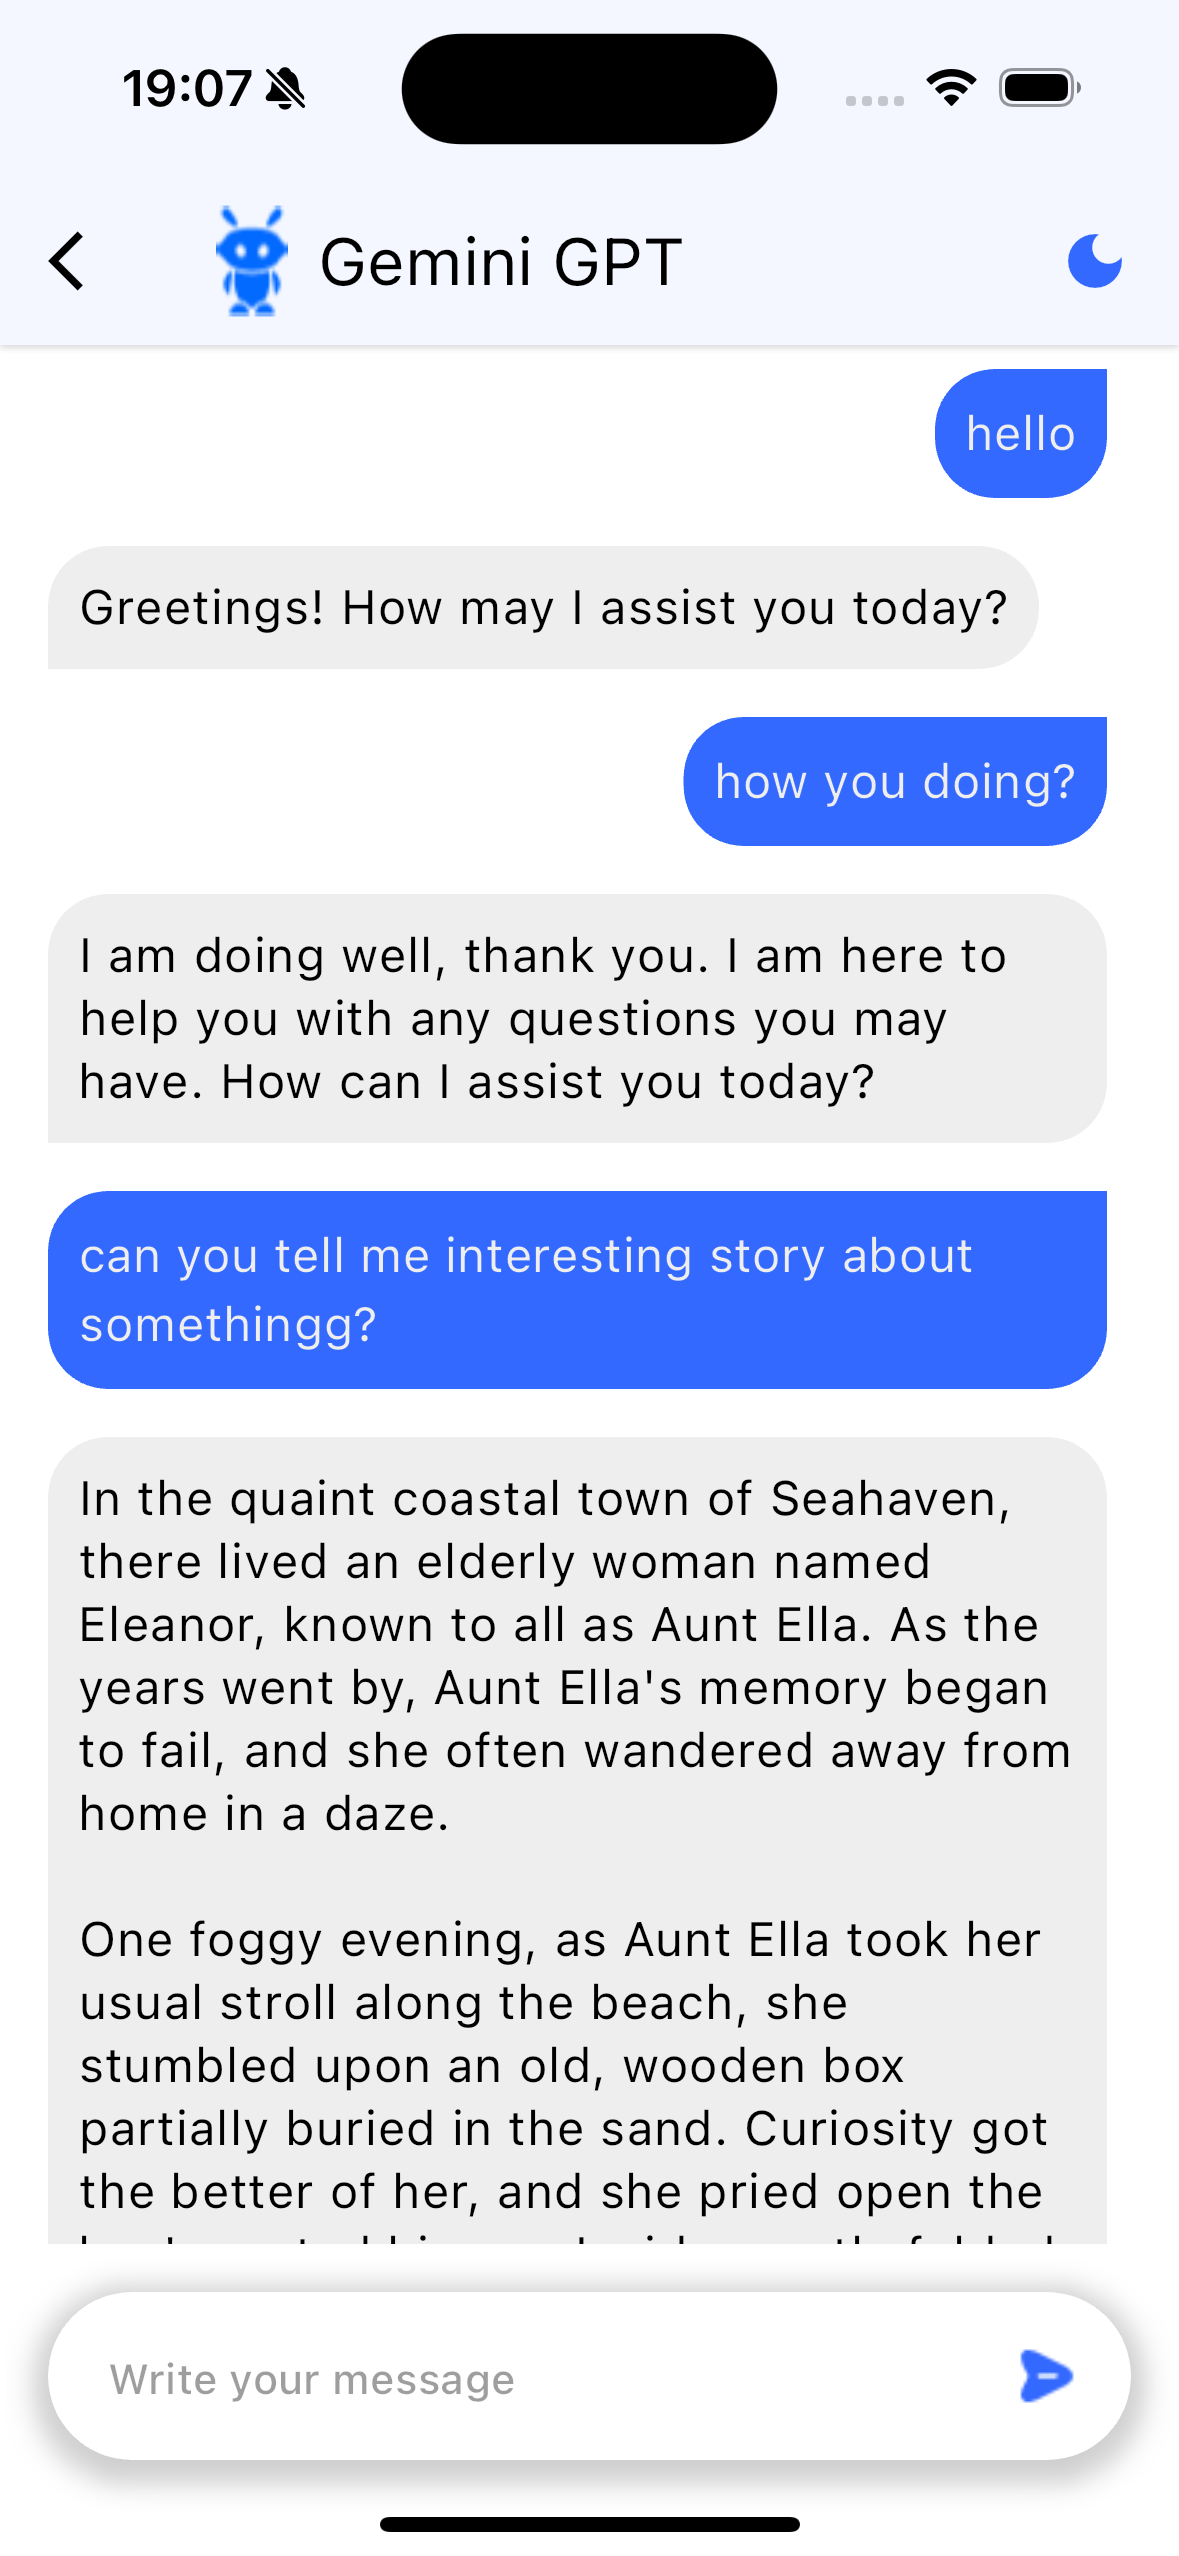 19:07
Gemini GPT
hello
Greetings! How may I assist you today?
how you doing?
I am doing well, thank you. I am here to
help you with any questions you may
have. How can I assist you today?
can you tell me interesting story about
somethingg?
In the quaint coastal town of Seahaven,
there lived an elderly woman named
Eleanor, known to all as Aunt Ella. As the
years went by, Aunt Ella's memory began
to fail, and she often wandered away from
home in a daze.
One foggy evening, as Aunt Ella took her
usual stroll along the beach, she
stumbled upon an old, wooden box
partially buried in the sand. Curiosity got
the better of her, and she pried open the
Write your message